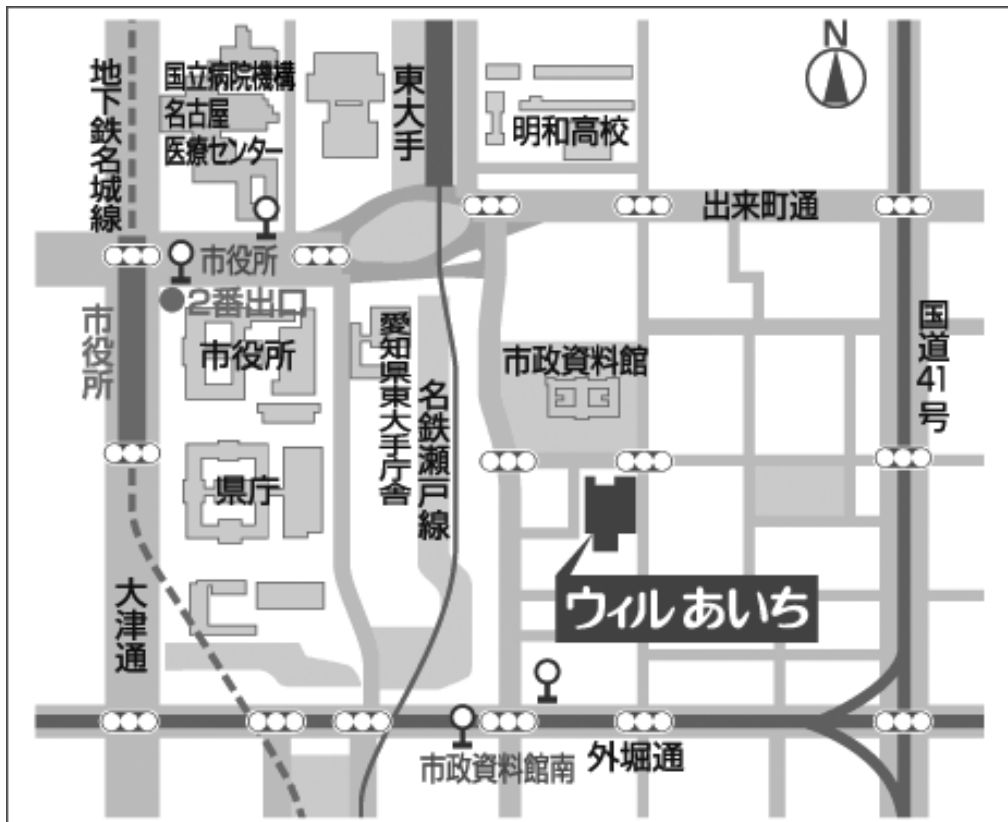 N
地下鉄名城線
国立病院機構
名古屋
医療センター
東大手
明和高校
出来町通
市役所
2番出口
市役所
市役所
愛知県東大手庁舎
名鉄瀬戸線
市政資料館
国道41号
県庁
ウィルあいち
大津通
市政資料館南
外堀通